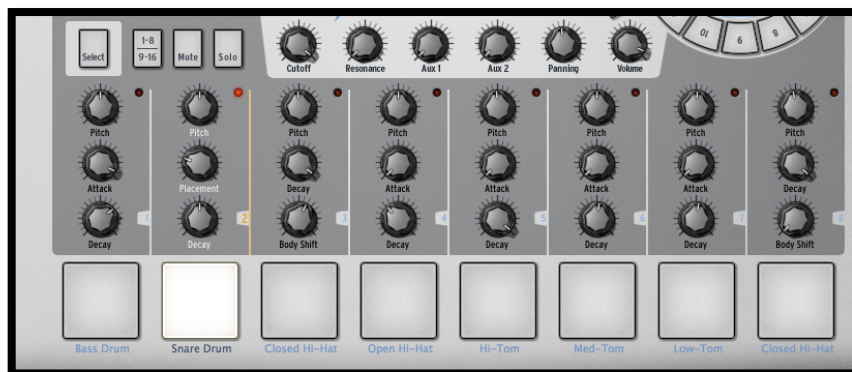 10
9
8
Select
1-8
9-16
Mute
Solo
Cutoff
Resonance
Aux 1
Aux 2
Panning
Volume
Pitch
Pitch
Pitch
Pitch
Pitch
Pitch
Pitch
Pitch
Attack
Placement
Decay
Attack
Attack
Attack
Attack
Decay
1
2
3
4
5
6
7
8
Decay
Decay
Body Shift
Decay
Decay
Decay
Decay
Body Shift
Bass Drum
Snare Drum
Closed Hi-Hat
Open Hi-Hat
Hi-Tom
Med-Tom
Low-Tom
Closed Hi-Hat